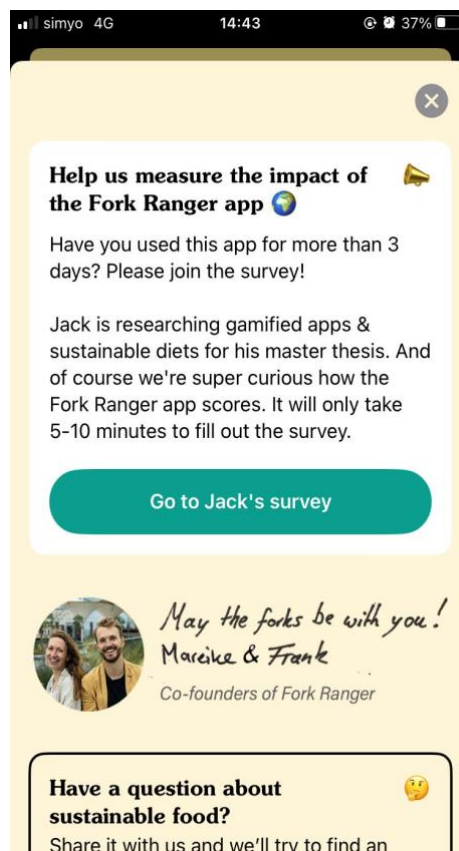 simyo 4G 14:43 37%
Help us measure the impact of
the Fork Ranger app 🌍
Have you used this app for more than 3
days? Please join the survey!
Jack is researching gamified apps &
sustainable diets for his master thesis. And
of course we're super curious how the
Fork Ranger app scores. It will only take
5-10 minutes to fill out the survey.
Go to Jack's survey
May the forks be with you!
Mareike & Frank
Co-founders of Fork Ranger
Have a question about
sustainable food?
Share it with us and we'll try to find an